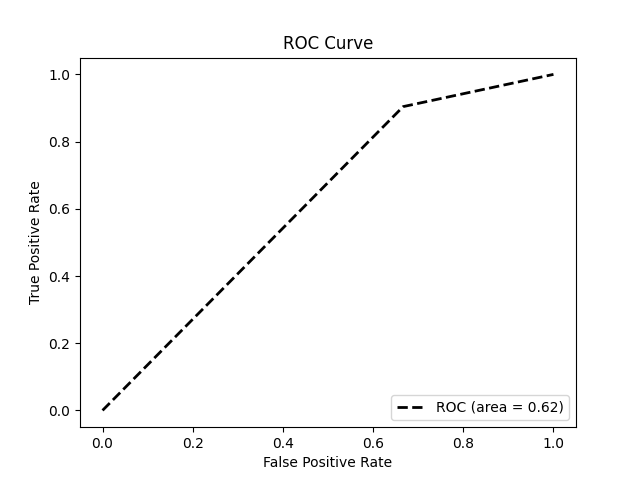 ROC Curve
True Positive Rate
1.0
0.8
0.6
0.4
0.2
0.0
ROC (area = 0.62)
0.0 0.2 0.4 0.6 0.8 1.0
False Positive Rate